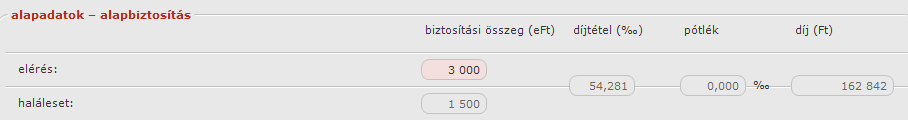 alapadatok – alapbiztosítás
biztosítási összeg (eFt) díjtétel (‰) pótlék díj (Ft)
elérés: 3 000
54,281 0,000 ‰ 162 842
haláleset: 1 500